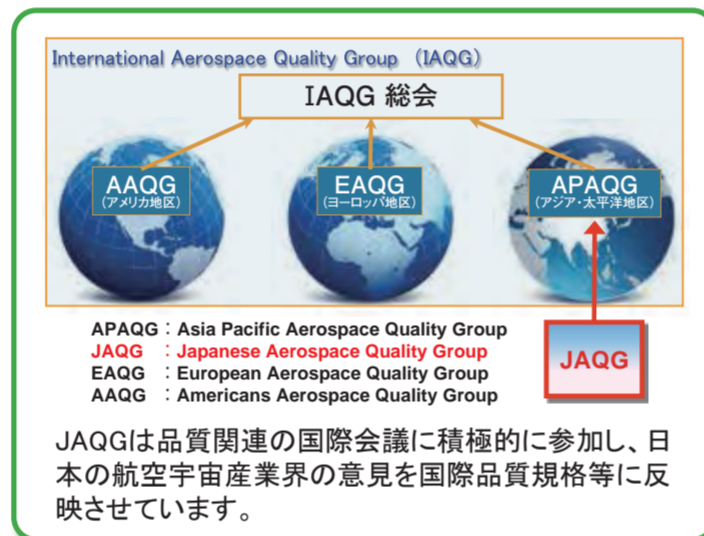 International Aerospace Quality Group （IAQG）
IAQG 総会
AAQG
（アメリカ地区）
EAQG
（ヨーロッパ地区）
APAQG
（アジア・太平洋地区）
APAQG：Asia Pacific Aerospace Quality Group
JAQG ：Japanese Aerospace Quality Group
EAQG ：European Aerospace Quality Group
AAQG ：Americans Aerospace Quality Group
JAQG
JAQGは品質関連の国際会議に積極的に参加し、日
本の航空宇宙産業界の意見を国際品質規格等に反
映させています。